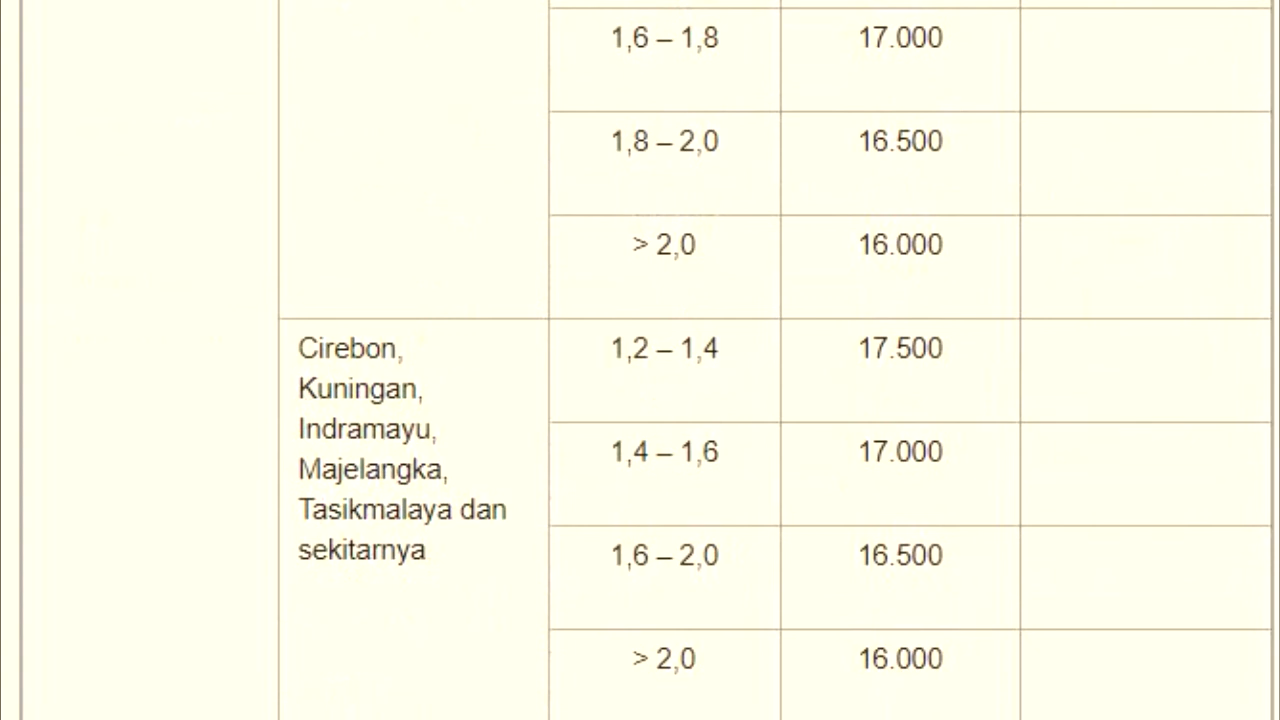 1,6 – 1,8 17.000
1,8 – 2,0 16.500
> 2,0 16.000
Cirebon, 1,2 – 1,4 17.500
Kuningan,
Indramayu,
1,4 – 1,6 17.000
Majelangka,
Tasikmalaya dan
sekitarnya 1,6 – 2,0 16.500
> 2,0 16.000